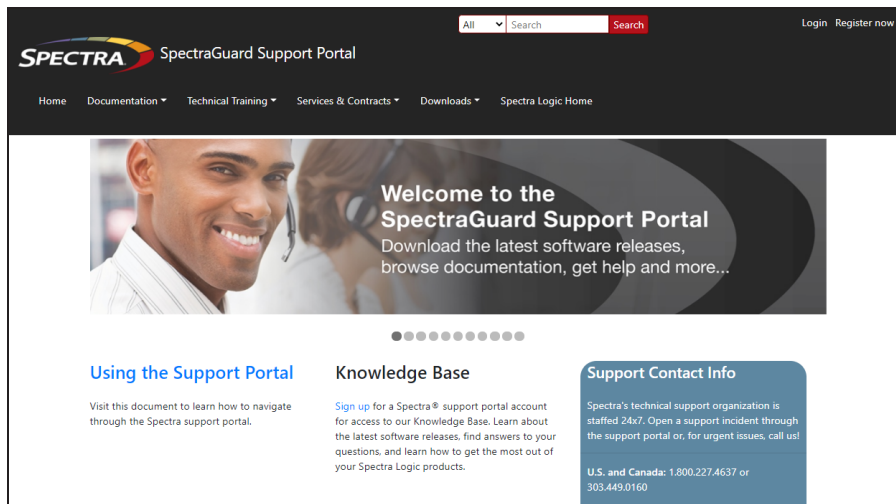 All Search Search Login Register now
SPECTRA SpectraGuard Support Portal
Home Documentation Technical Training Services & Contracts Downloads Spectra Logic Home
Welcome to the
SpectraGuard Support Portal
Download the latest software releases,
browse documentation, get help and more...
Using the Support Portal
Visit this document to learn how to navigate
through the Spectra support portal.
Knowledge Base
Sign up for a Spectra® support portal account
for access to our Knowledge Base. Learn about
the latest software releases, find answers to your
questions, and learn how to get the most out of
your Spectra Logic products.
Support Contact Info
Spectra's technical support organization is
staffed 24x7. Open a support incident through
the support portal or, for urgent issues, call us!
U.S. and Canada: 1.800.227.4637 or
303.449.0160